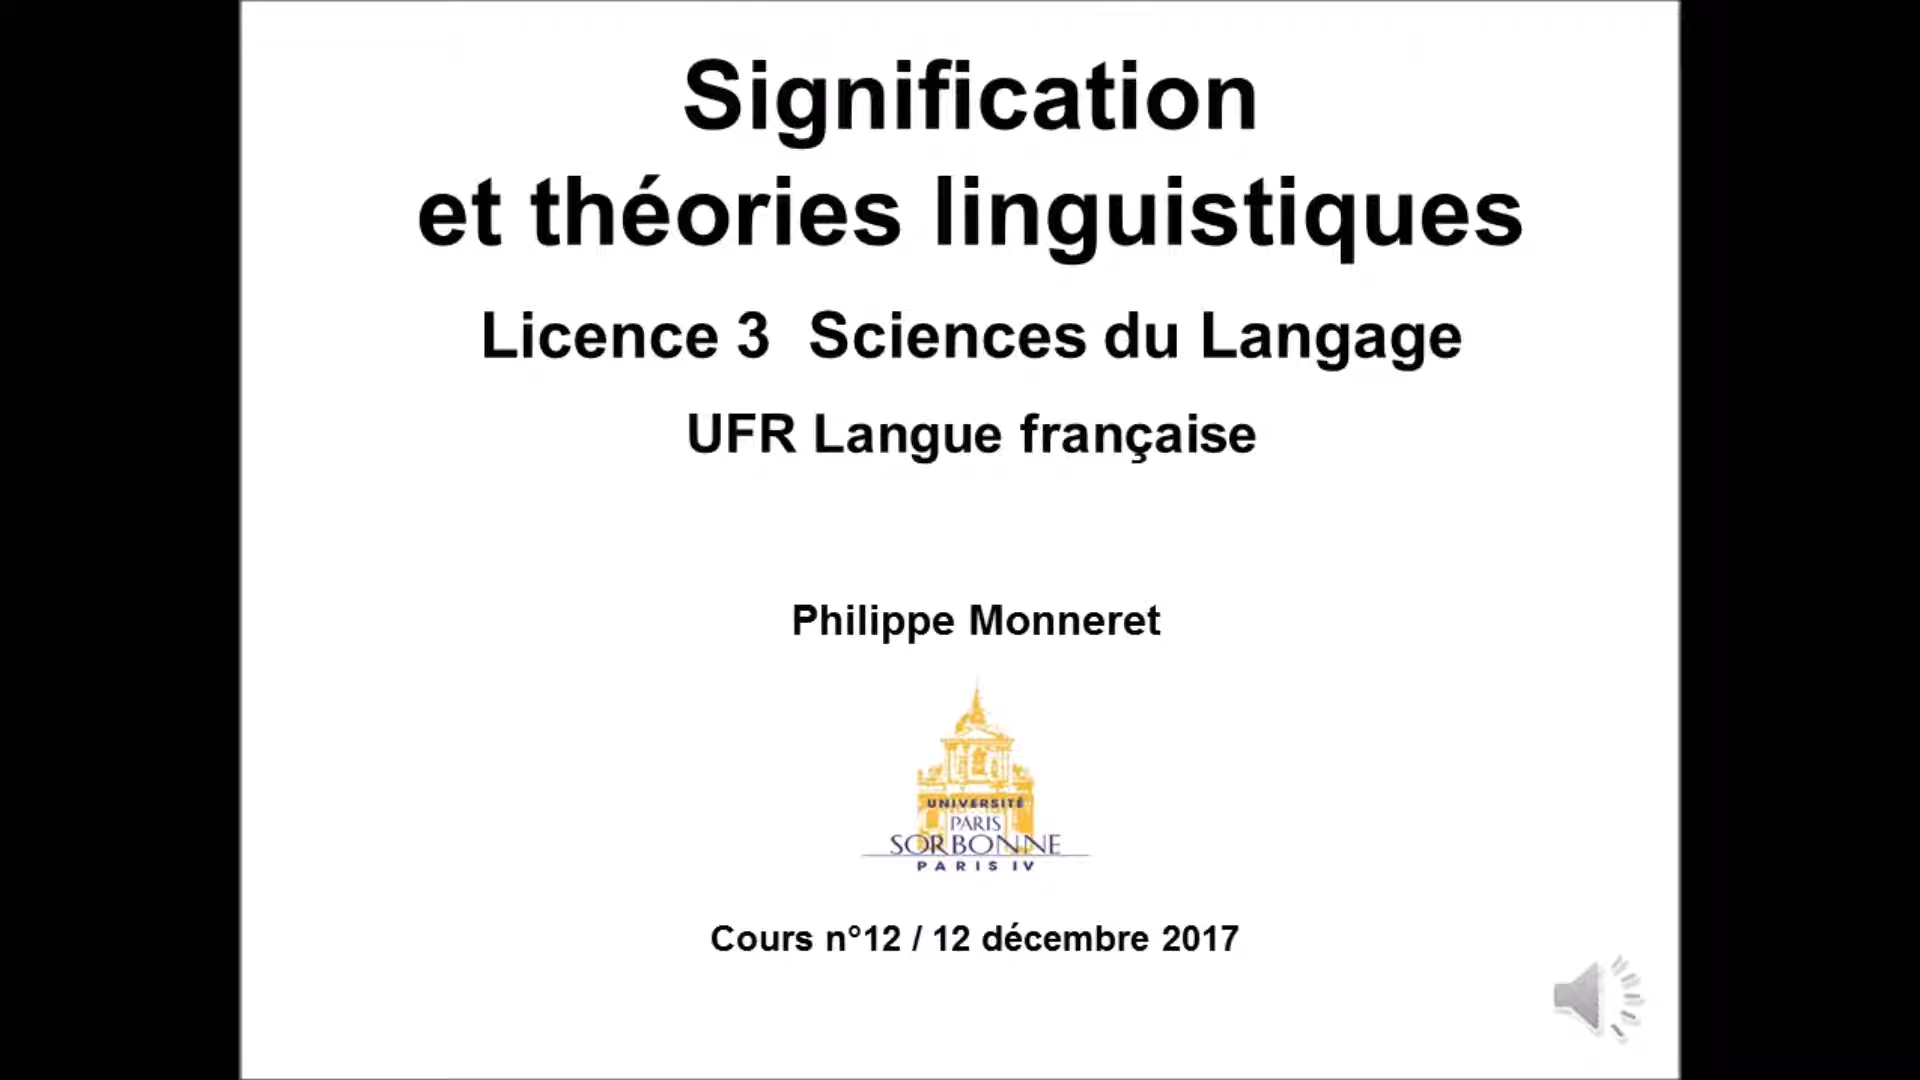 Signification
et théories linguistiques
Licence 3 Sciences du Langage
UFR Langue française
Philippe Monneret
UNIVERSITÉ
PARIS
SORBONNE
PARIS IV
Cours n°12 / 12 décembre 2017